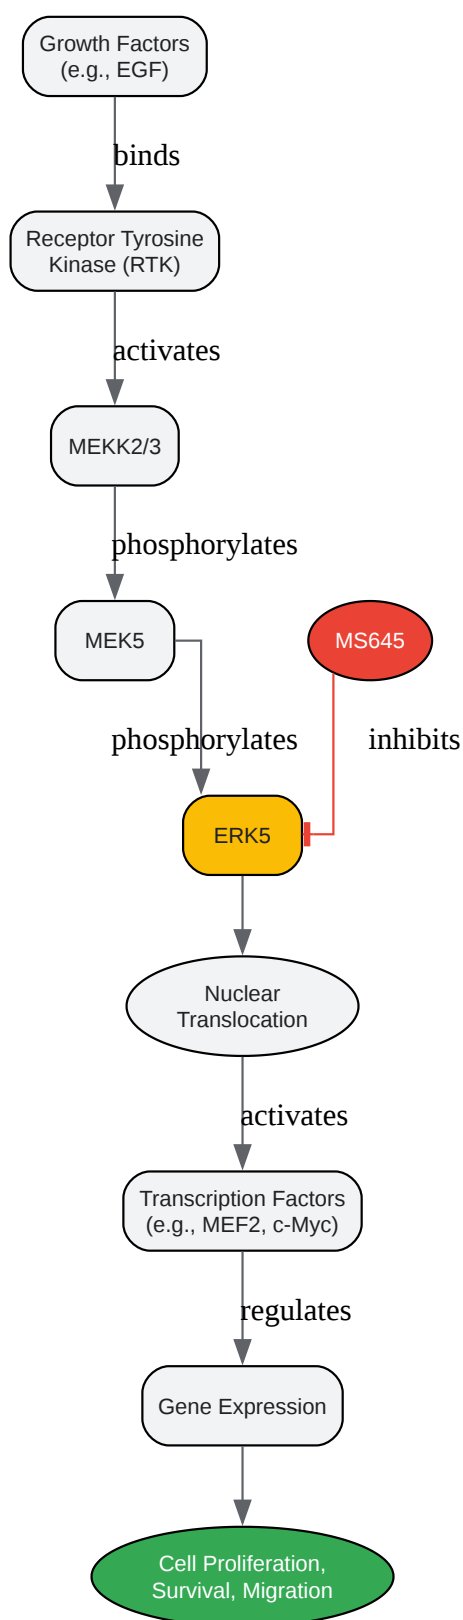 Growth Factors
(e.g., EGF)
binds
Receptor Tyrosine
Kinase (RTK)
activates
MEKK2/3
phosphorylates
MEK5
MS645
phosphorylates
inhibits
ERK5
Nuclear
Translocation
activates
Transcription Factors
(e.g., MEF2, c-Myc)
regulates
Gene Expression
Cell Proliferation,
Survival, Migration